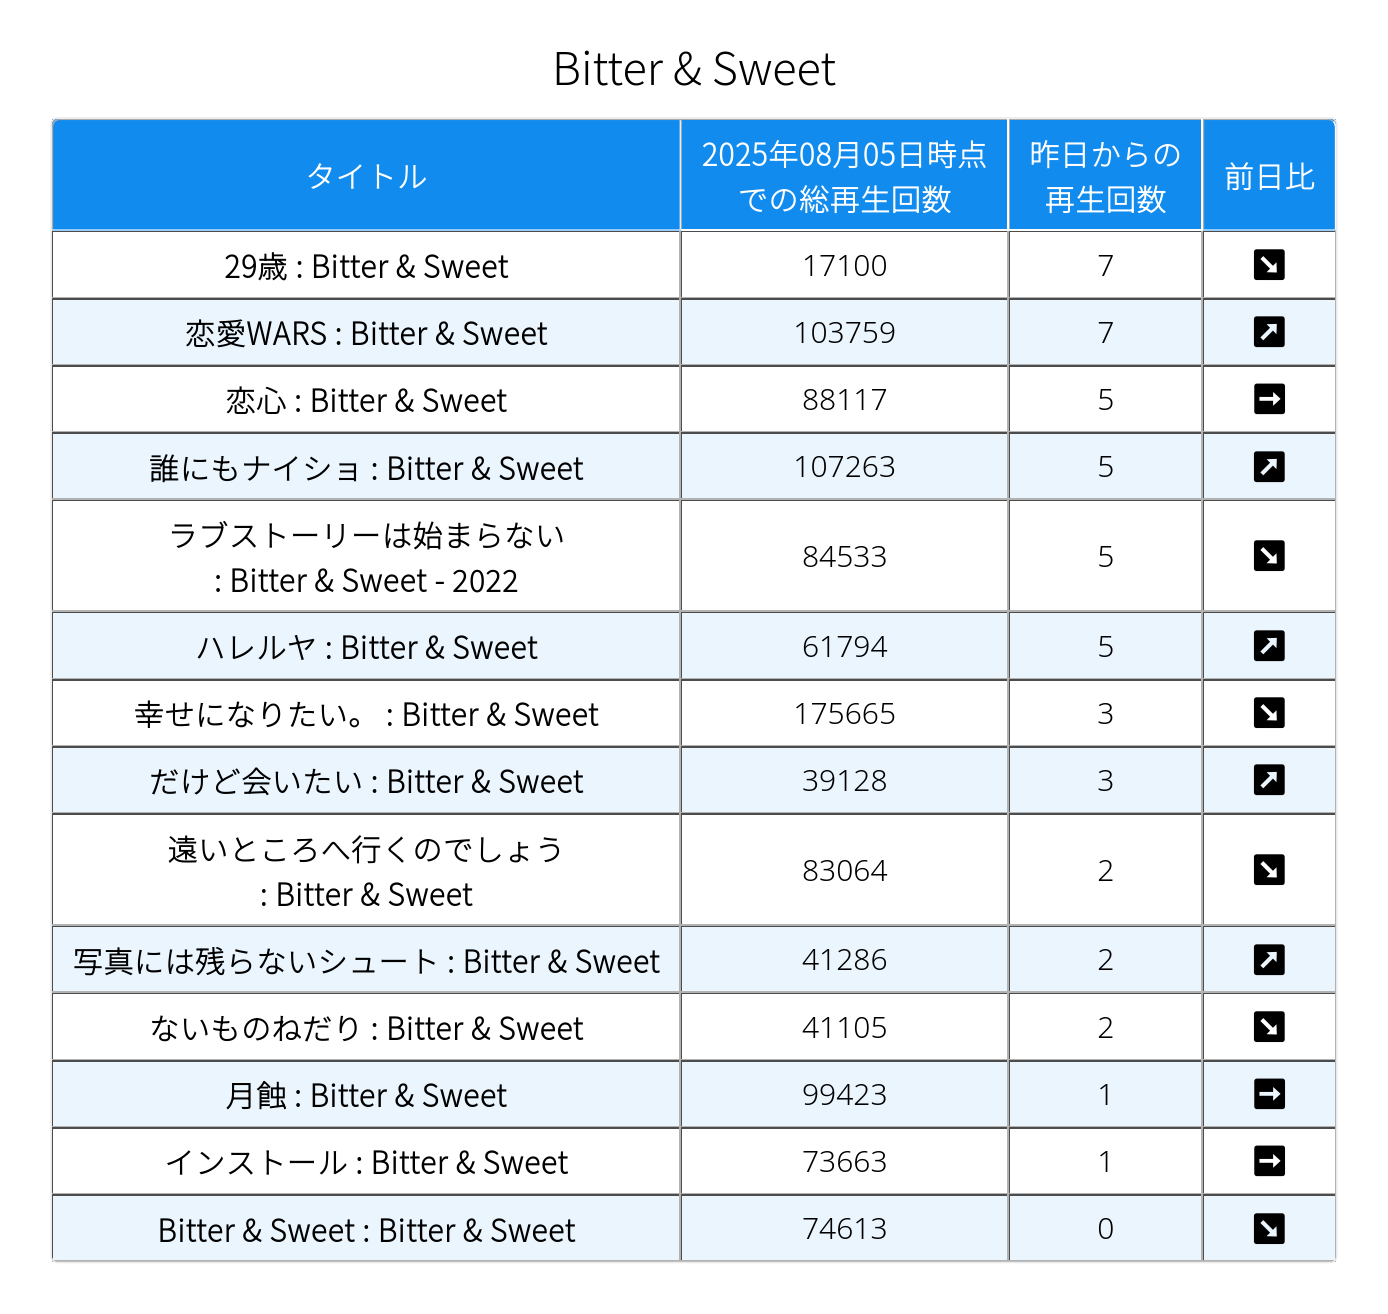 Bitter & Sweet
タイトル
2025年08月05日時点
での総再生回数
昨日からの
再生回数
前日比
29歳 : Bitter & Sweet
17100
7
恋愛WARS : Bitter & Sweet
103759
7
恋心 : Bitter & Sweet
88117
5
誰にもナイショ : Bitter & Sweet
107263
5
ラブストーリーは始まらない
: Bitter & Sweet - 2022
84533
5
ハレルヤ : Bitter & Sweet
61794
5
幸せになりたい。 : Bitter & Sweet
175665
3
だけど会いたい : Bitter & Sweet
39128
3
遠いところへ行くのでしょう
: Bitter & Sweet
83064
2
写真には残らないシュート : Bitter & Sweet
41286
2
ないものねだり : Bitter & Sweet
41105
2
月蝕 : Bitter & Sweet
99423
1
インストール : Bitter & Sweet
73663
1
Bitter & Sweet : Bitter & Sweet
74613
0